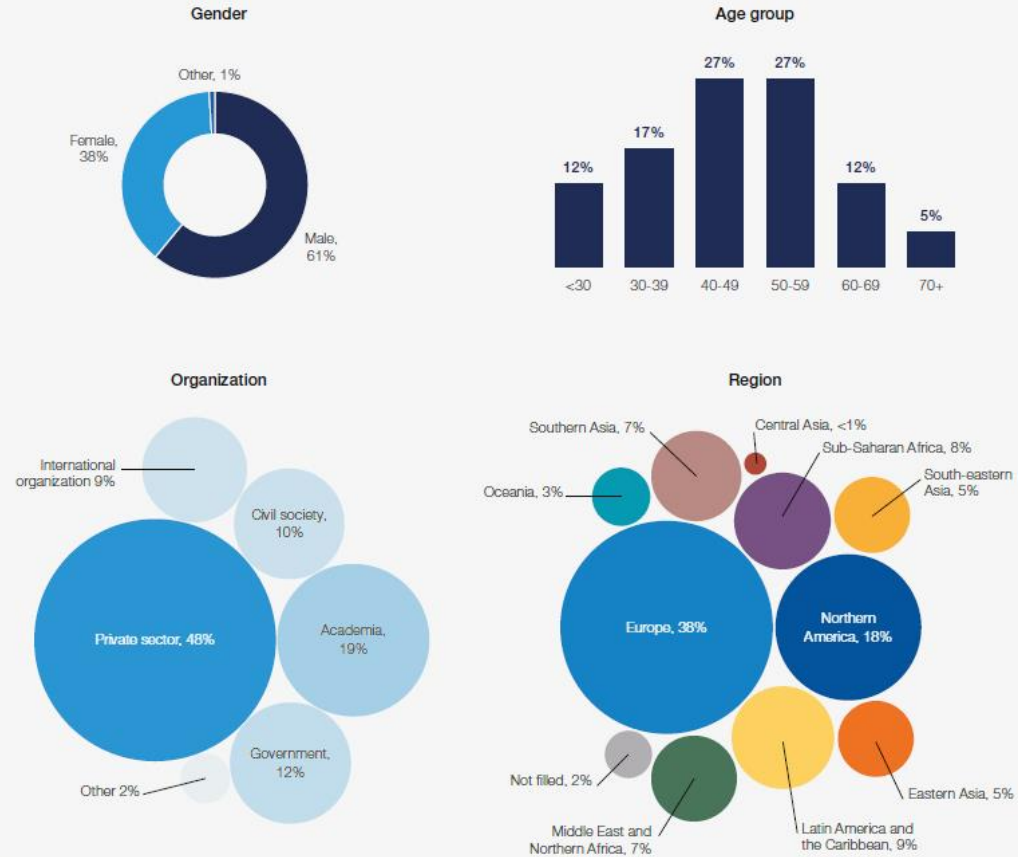 Gender
Other, 1%
Female,
38%
Male,
61%
Age group
27%
27%
17%
12%
12%
5%
<30
30-39
40-49
50-59
60-69
70+
Organization
International
organization 9%
Civil society,
10%
Private sector, 48%
Academia,
19%
Government,
12%
Other 2%
Region
Southern Asia, 7%
Central Asia, <1%
Sub-Saharan Africa, 8%
South-eastern
Asia, 5%
Oceania, 3%
Europe, 38%
Northern
America, 18%
Not filled, 2%
Eastern Asia, 5%
Middle East and
Northern Africa, 7%
Latin America and
the Caribbean, 9%